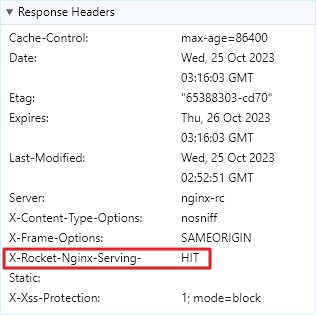 Response Headers
Cache-Control: max-age=86400
Date: Wed, 25 Oct 2023
03:16:03 GMT
Etag: "65388303-cd70"
Expires: Thu, 26 Oct 2023
03:16:03 GMT
Last-Modified: Wed, 25 Oct 2023
02:52:51 GMT
Server: nginx-rc
X-Content-Type-Options: nosniff
X-Frame-Options: SAMEORIGIN
X-Rocket-Nginx-Serving- HIT
Static:
X-Xss-Protection: 1; mode=block